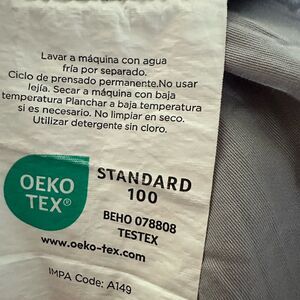 Lavar a máquina con agua
fría por separado.
Ciclo de prensado permanente.No usar
lejía. Secar a máquina con baja
temperatura Planchar a baja temperatura
si es necesario. No limpiar en seco.
Utilizar detergente sin cloro.
OEKO
TEX®
STANDARD
100
BEHO 078808
TESTEX
www.oeko-tex.com
IMPA Code: A149